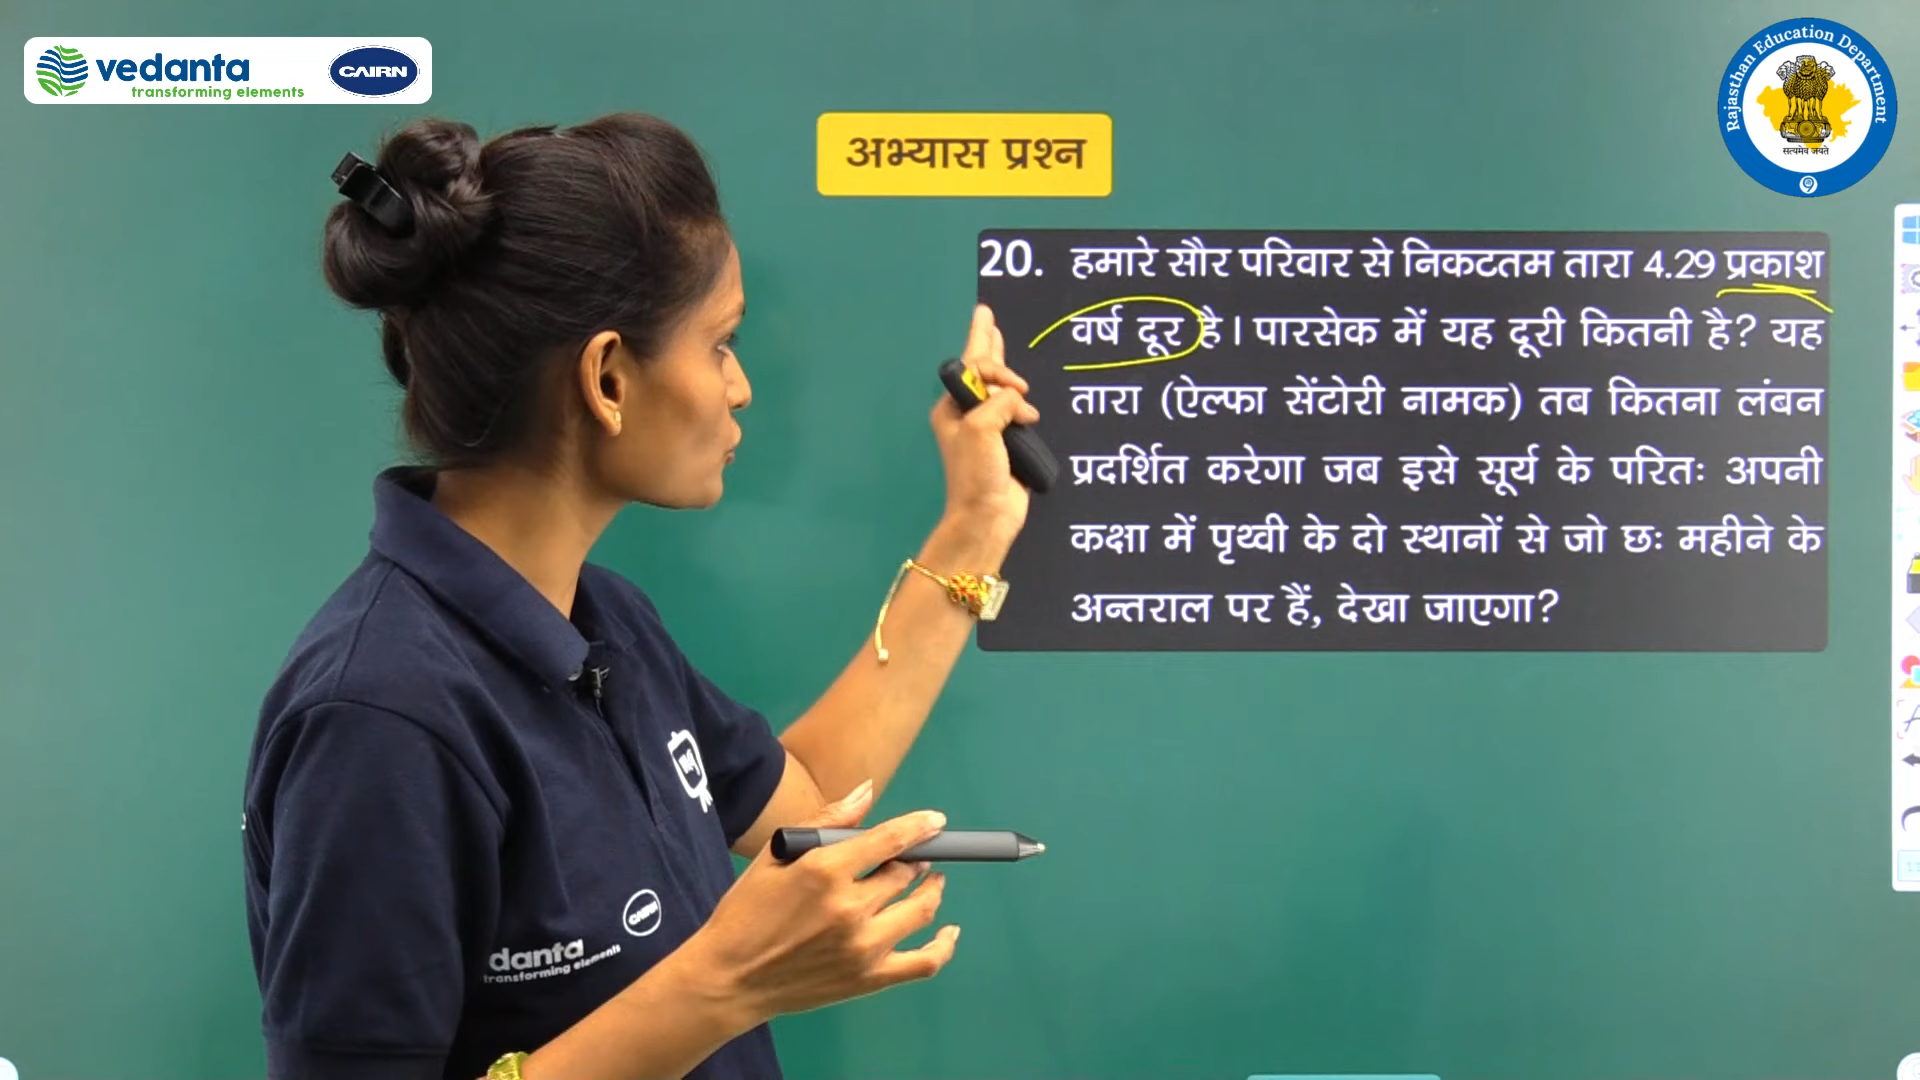 vedanta
transforming elements
CAIRN
Rajasthan Education Department
सत्यमेव जयते
अभ्यास प्रश्न
20. हमारे सौर परिवार से निकटतम तारा 4.29 प्रकाश
वर्ष दूर है। पारसेक में यह दूरी कितनी है? यह
तारा (ऐल्फा सेंटोरी नामक) तब कितना लंबन
प्रदर्शित करेगा जब इसे सूर्य के परितः अपनी
कक्षा में पृथ्वी के दो स्थानों से जो छः महीने के
अन्तराल पर हैं, देखा जाएगा?
CAIRN
danta
transforming elements